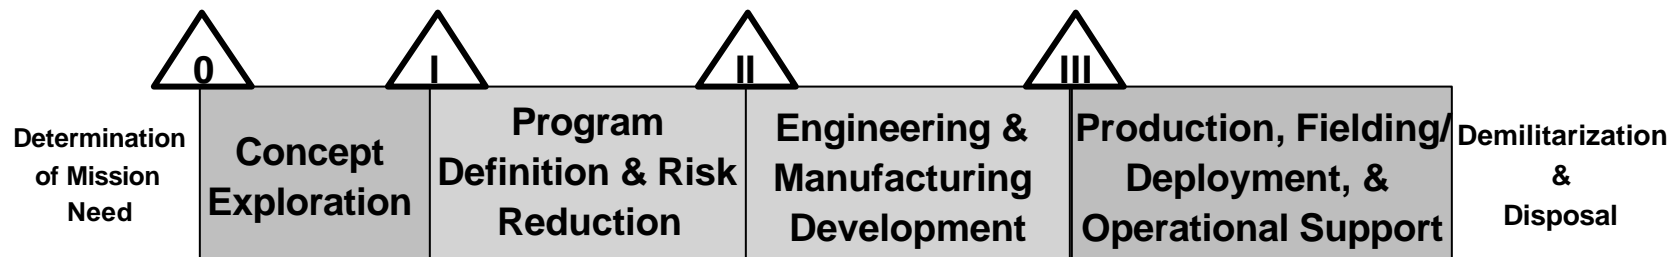 0
I
II
III
Determination
of Mission
Need
Concept
Exploration
Program
Definition & Risk
Reduction
Engineering &
Manufacturing
Development
Production, Fielding/
Deployment, &
Operational Support
Demilitarization
&
Disposal